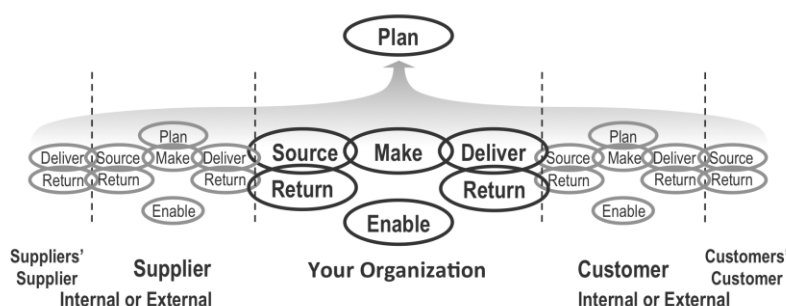 Plan
Plan Plan
Deliver Source Make Deliver Source Make Deliver Source Make Deliver Source
Return Return Return Return Return Return Return Return
Enable Enable Enable
Suppliers' Supplier Your Organization Customer Customers'
Supplier Customer
Internal or External Internal or External